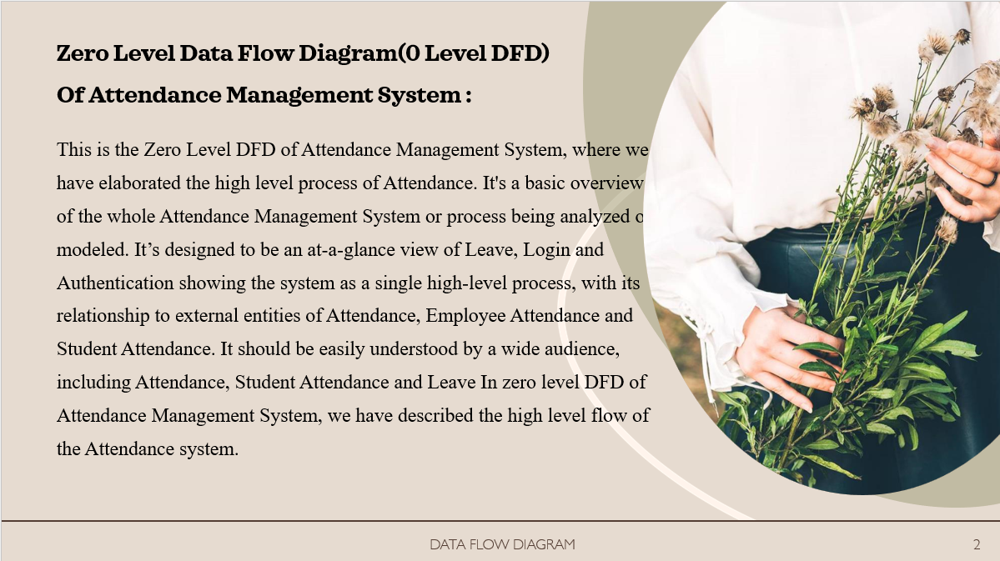 Zero Level Data Flow Diagram(0 Level DFD)
Of Attendance Management System :
This is the Zero Level DFD of Attendance Management System, where we
have elaborated the high level process of Attendance. It's a basic overview
of the whole Attendance Management System or process being analyzed
modeled. It’s designed to be an at-a-glance view of Leave, Login and
Authentication showing the system as a single high-level process, with its
relationship to external entities of Attendance, Employee Attendance and
Student Attendance. It should be easily understood by a wide audience,
including Attendance, Student Attendance and Leave In zero level DFD of
Attendance Management System, we have described the high level flow of
the Attendance system.
DATA FLOW DIAGRAM
2